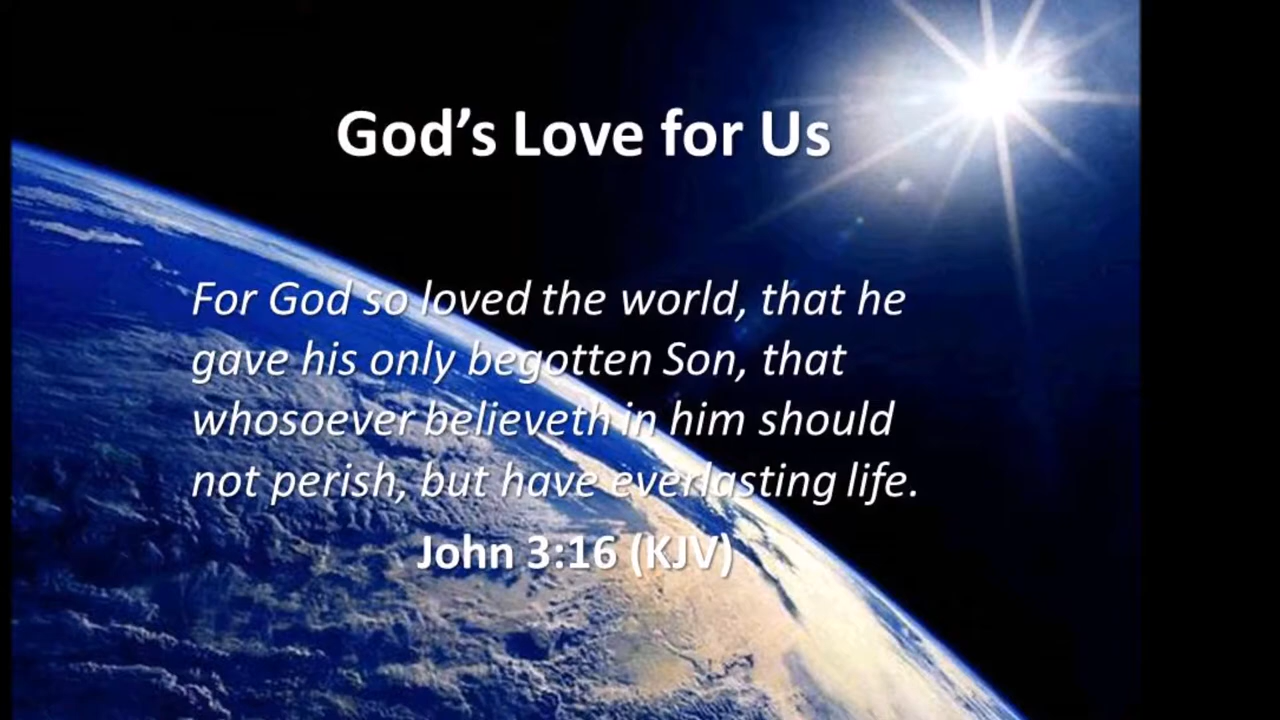 God’s Love for Us
For God so loved the world, that he
gave his only begotten Son, that
whosoever believeth in him should
not perish, but have everlasting life.
John 3:16 (KJV)